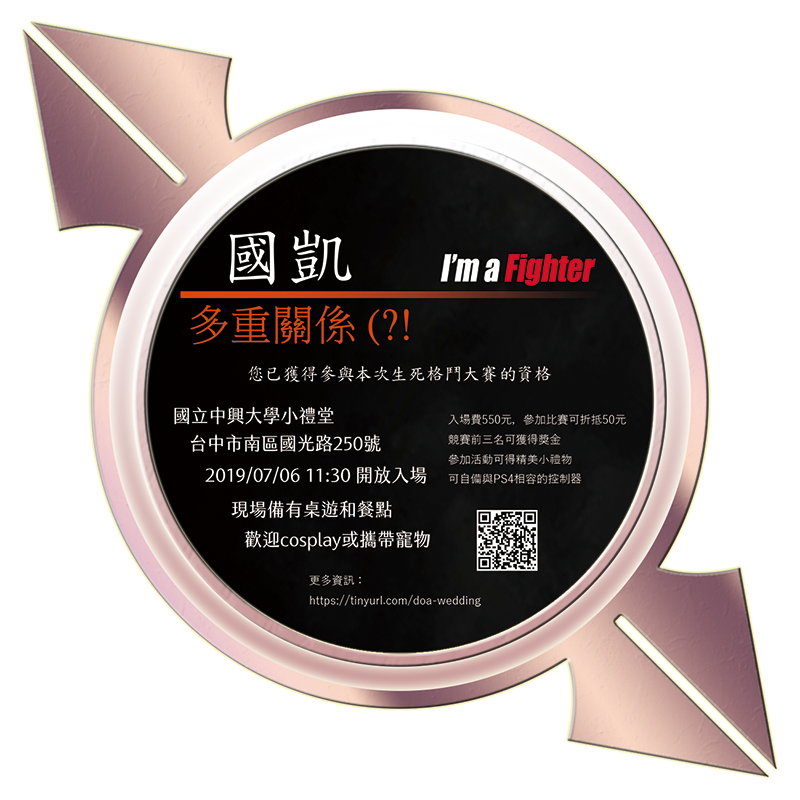 國凱
I'm a Fighter
多重關係 (?!
您已獲得參與本次生死格鬥大賽的資格
國立中興大學小禮堂
台中市南區國光路250號
2019/07/06 11:30 開放入場
現場備有桌遊和餐點
歡迎cosplay或攜帶寵物
入場費550元，參加比賽可折抵50元
競賽前三名可獲得獎金
參加活動可得精美小禮物
可自備與PS4相容的控制器
更多資訊：
https://tinyurl.com/doa-wedding